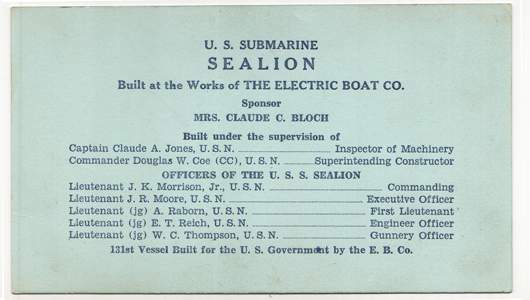 U. S. SUBMARINE
SEALION
Built at the Works of THE ELECTRIC BOAT CO.
Sponsor
MRS. CLAUDE C. BLOCH
Built under the supervision of
Captain Claude A. Jones, U. S. N. Inspector of Machinery
Commander Douglas W. Coe (CC), U. S. N. Superintending Constructor
OFFICERS OF THE U. S. S. SEALION
Lieutenant J. K. Morrison, Jr., U. S. N. Commanding
Lieutenant J. R. Moore, U. S. N. Executive Officer
Lieutenant (jg) A. Raborn, U. S. N. First Lieutenant
Lieutenant (jg) E. T. Reich, U. S. N. Engineer Officer
Lieutenant (jg) W. C. Thompson, U. S. N. Gunnery Officer
131st Vessel Built for the U. S. Government by the E. B. Co.